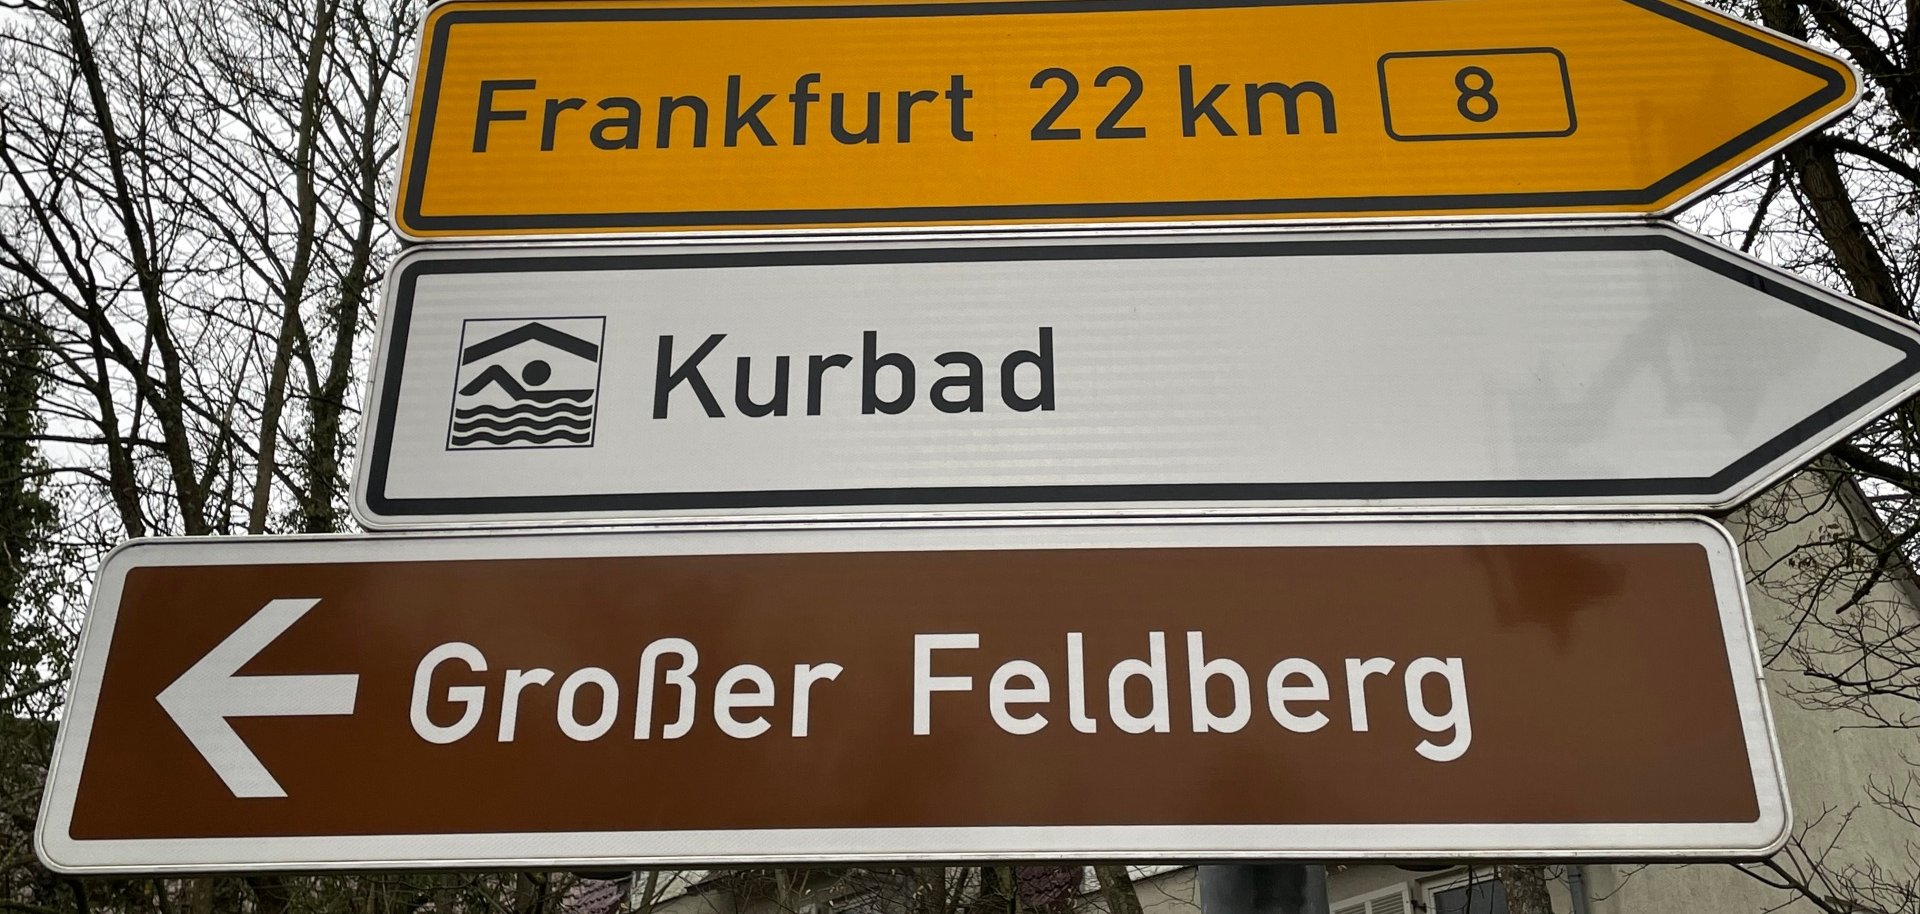 Frankfurt 22 km 8
Kurbad
Großer Feldberg